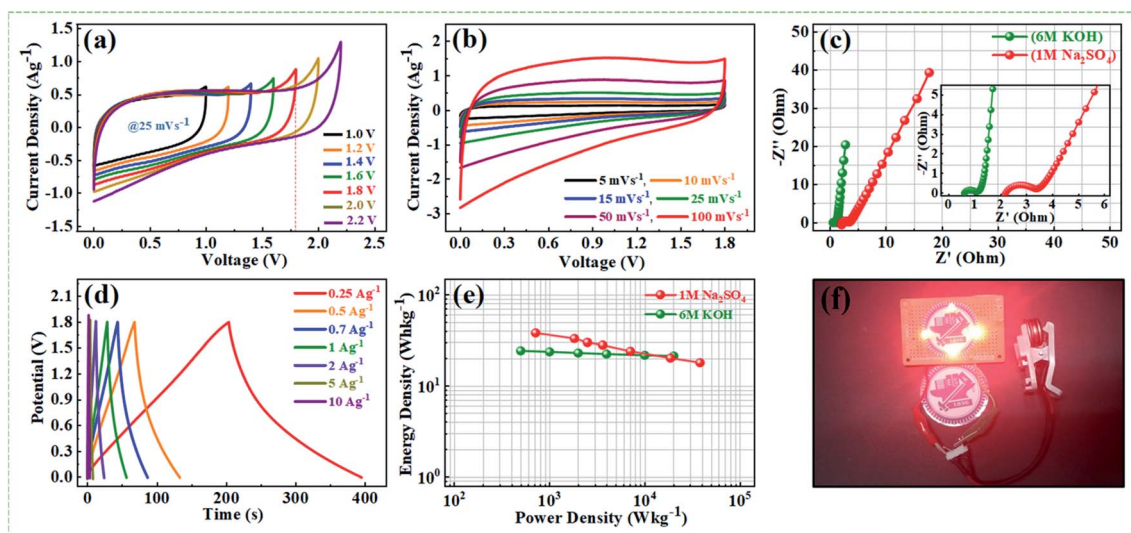 (a)
Current Density (Ag⁻¹)
1.5
1.0
0.5
0.0
-0.5
-1.0
-1.5
@25 mVs⁻¹
1.0 V
1.2 V
1.4 V
1.6 V
1.8 V
2.0 V
2.2 V
0.0 0.5 1.0 1.5 2.0 2.5
Voltage (V)
(b)
Current Density (Ag⁻¹)
2
1
0
-1
-2
-3
5 mVs⁻¹, 10 mVs⁻¹
15 mVs⁻¹, 25 mVs⁻¹
50 mVs⁻¹, 100 mVs⁻¹
0.0 0.3 0.6 0.9 1.2 1.5 1.8
Voltage (V)
(c)
-Z'' (Ohm)
50
40
30
20
10
0
(6M KOH)
(1M Na₂SO₄)
-Z'' (Ohm)
5
4
3
2
1
0
0 1 2 3 4 5 6
Z' (Ohm)
0 10 20 30 40 50
Z' (Ohm)
(d)
Potential (V)
2.1
1.8
1.5
1.2
0.9
0.6
0.3
0.0
0.25 Ag⁻¹
0.5 Ag⁻¹
0.7 Ag⁻¹
1 Ag⁻¹
2 Ag⁻¹
5 Ag⁻¹
10 Ag⁻¹
0 100 200 300 400
Time (s)
(e)
Energy Density (Whkg⁻¹)
10²
10¹
10⁰
1M Na₂SO₄
6M KOH
10² 10³ 10⁴ 10⁵
Power Density (Wkg⁻¹)
(f)